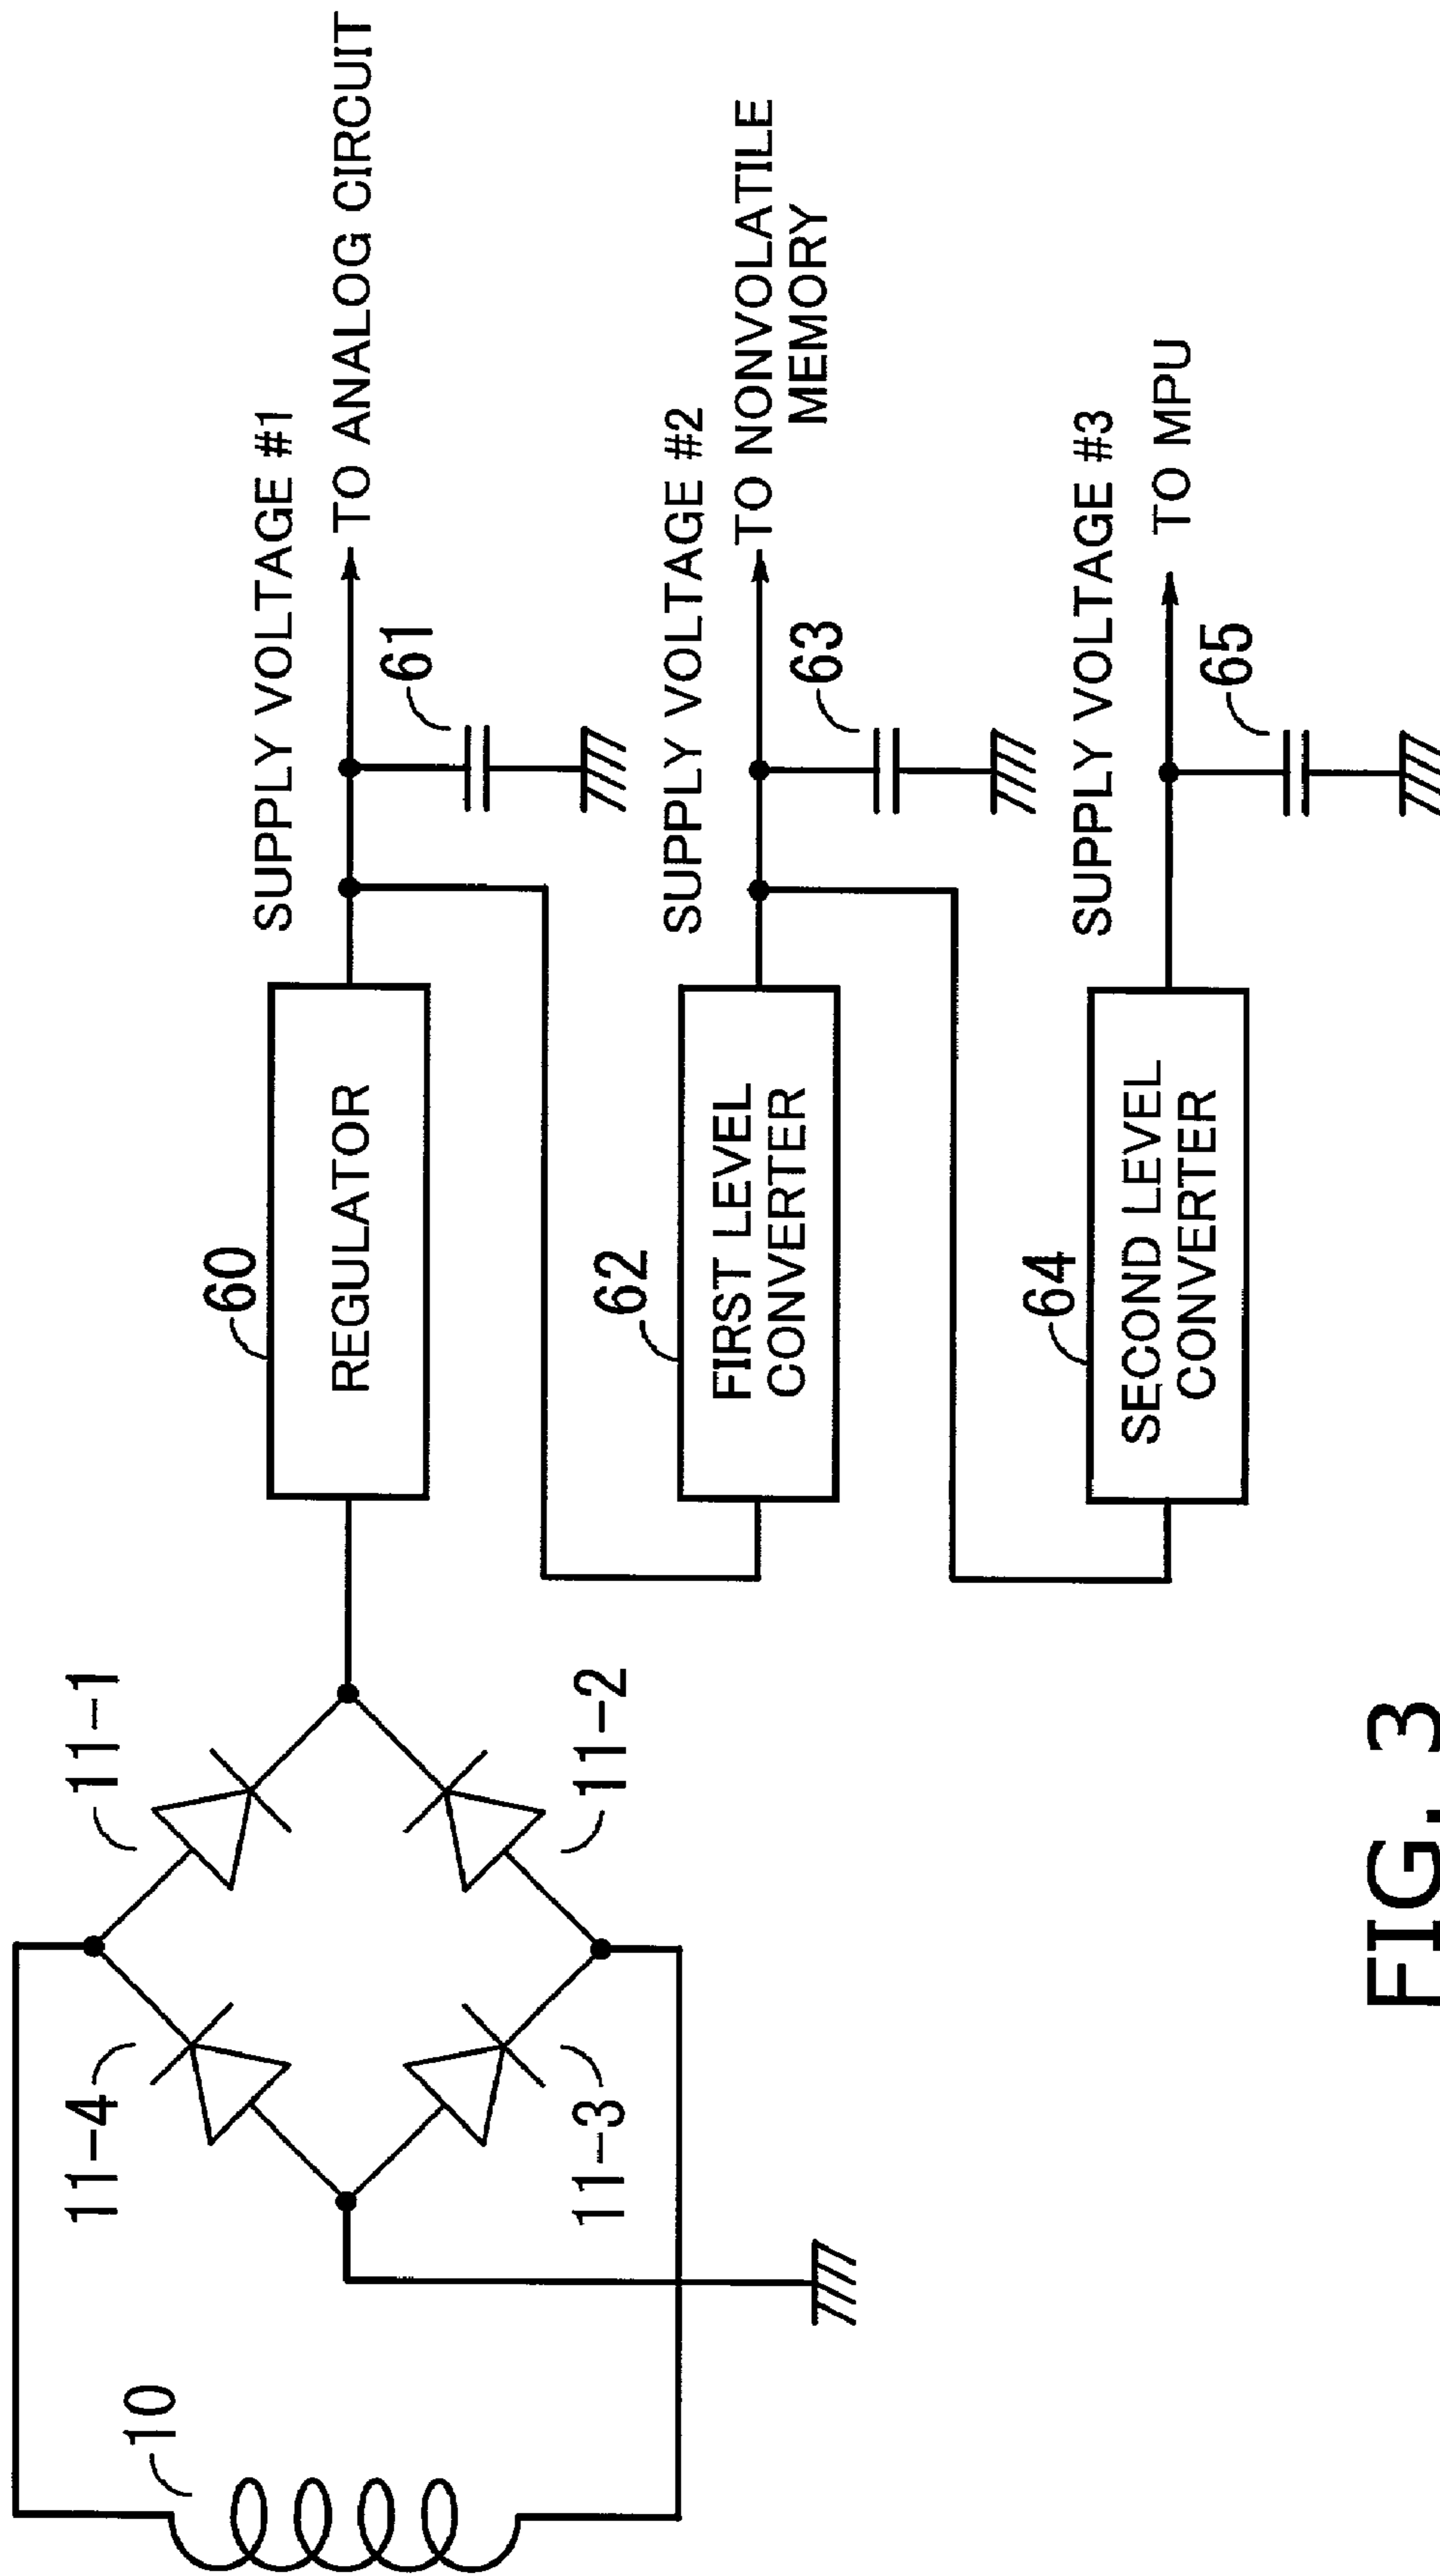 10
11-4
11-1
11-3
11-2
60
REGULATOR
SUPPLY VOLTAGE #1
TO ANALOG CIRCUIT
61
62
FIRST LEVEL
CONVERTER
SUPPLY VOLTAGE #2
TO NONVOLATILE
MEMORY
63
64
SECOND LEVEL
CONVERTER
SUPPLY VOLTAGE #3
TO MPU
65
FIG. 3